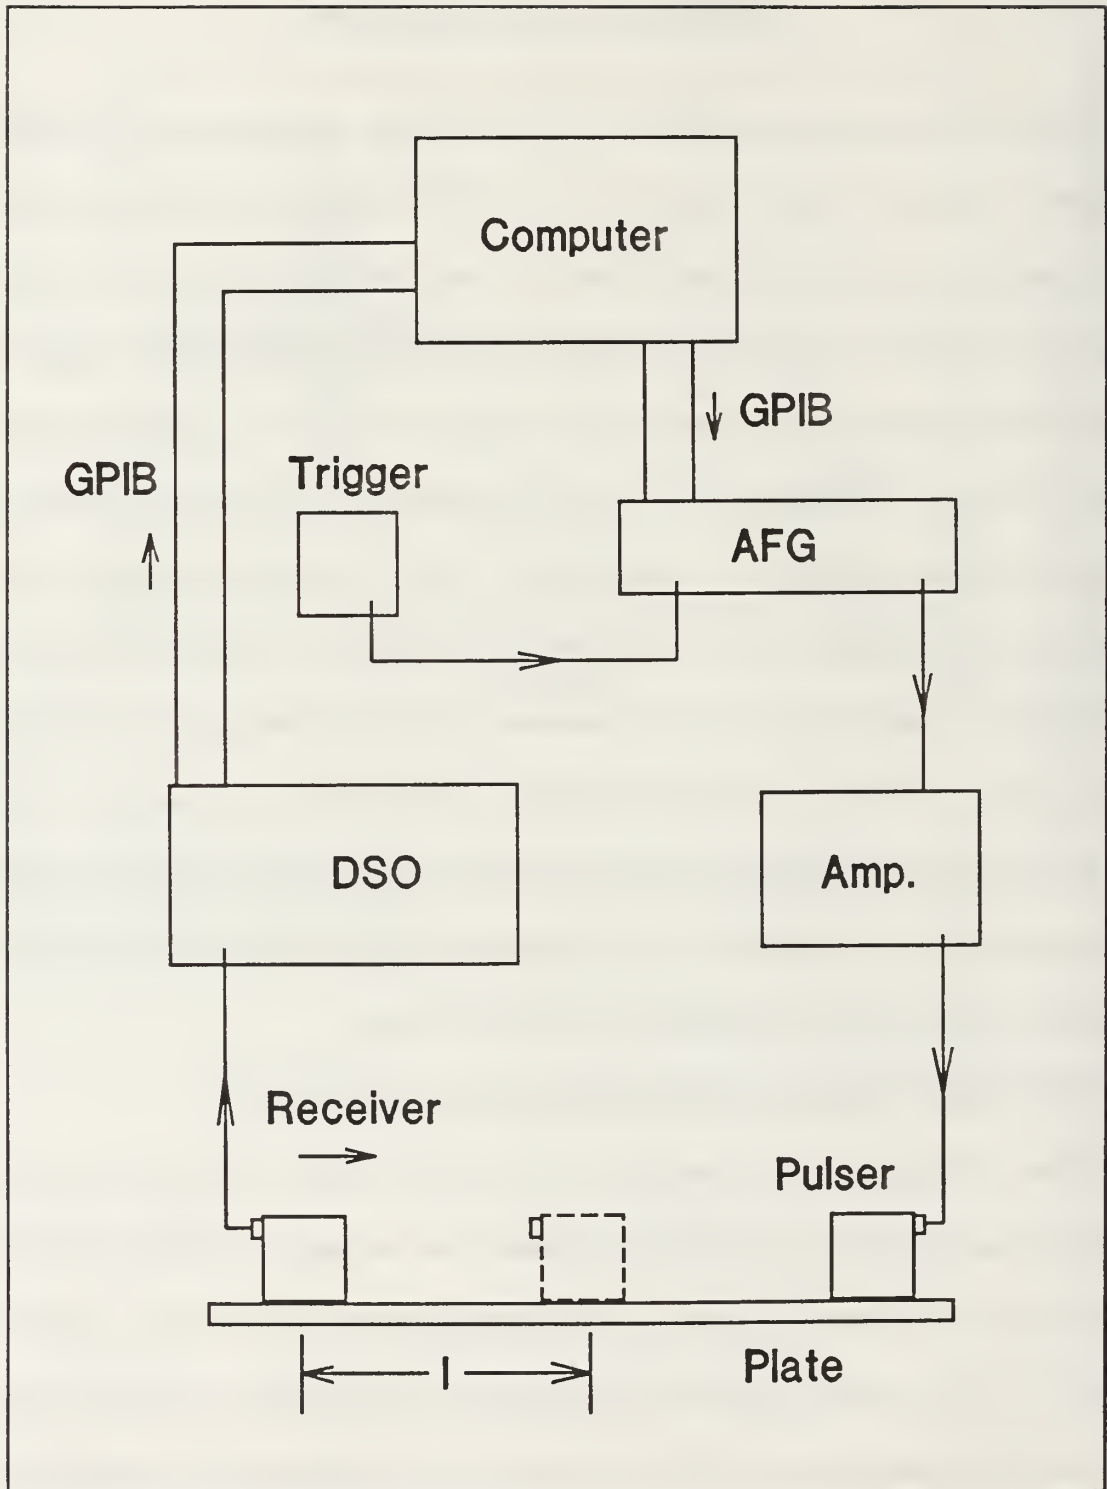 Computer
GPIB
GPIB
Trigger
AFG
DSO
Amp.
Receiver
Pulser
l
Plate